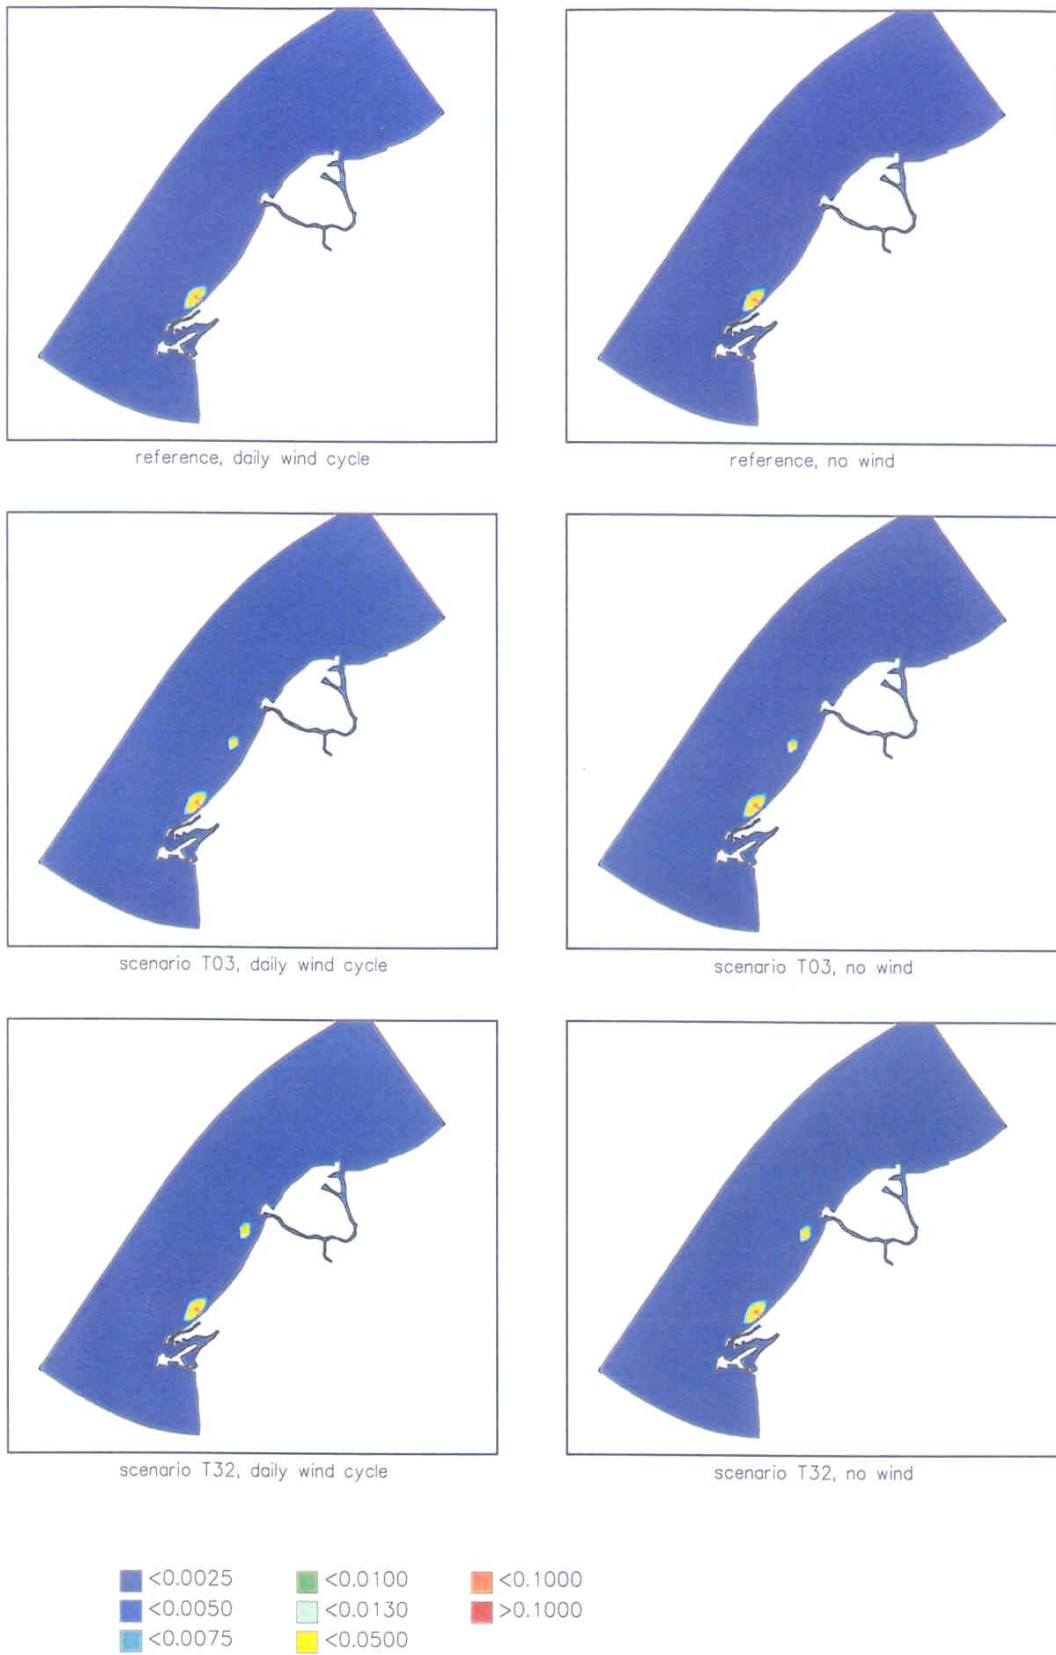 reference, daily wind cycle
reference, no wind
scenario T03, daily wind cycle
scenario T03, no wind
scenario T32, daily wind cycle
scenario T32, no wind
<0.0025
<0.0050
<0.0075
<0.0100
<0.0130
<0.0500
<0.1000
>0.1000